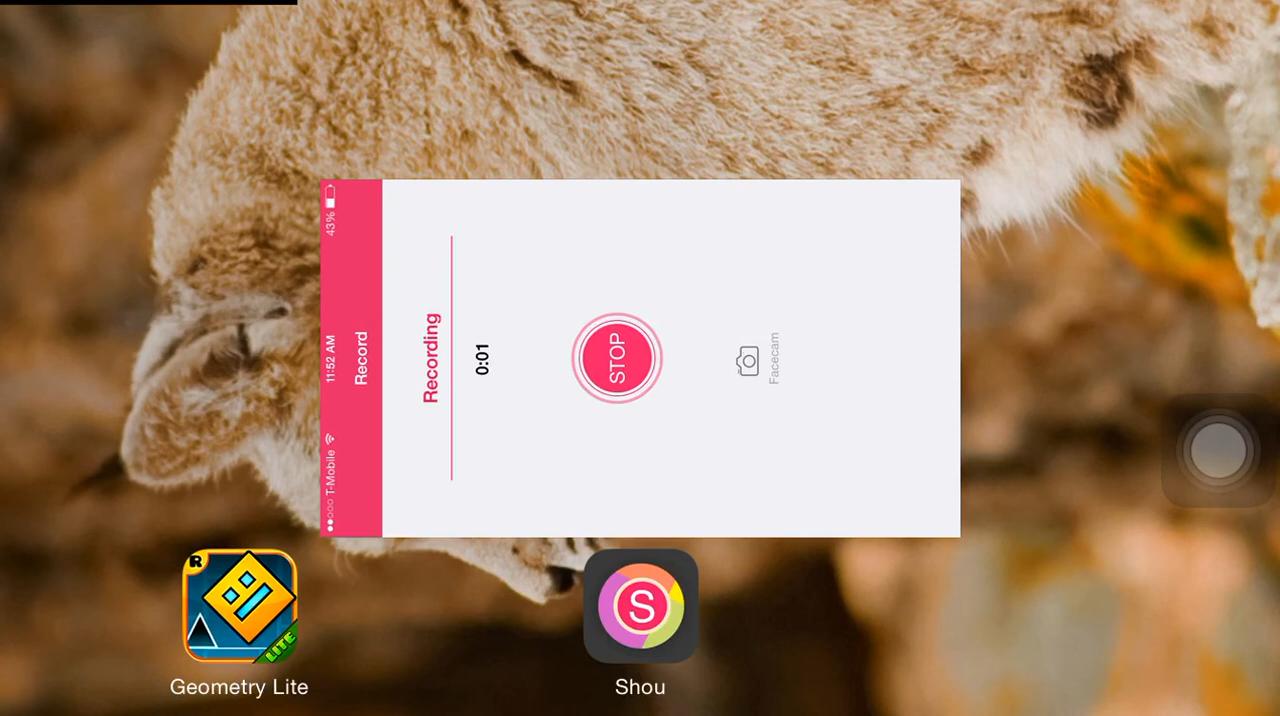 ●●○○○ T-Mobile 11:52 AM 43%
Record
Recording
0:01
STOP
Facecam
R
LITE
S
Geometry Lite
Shou